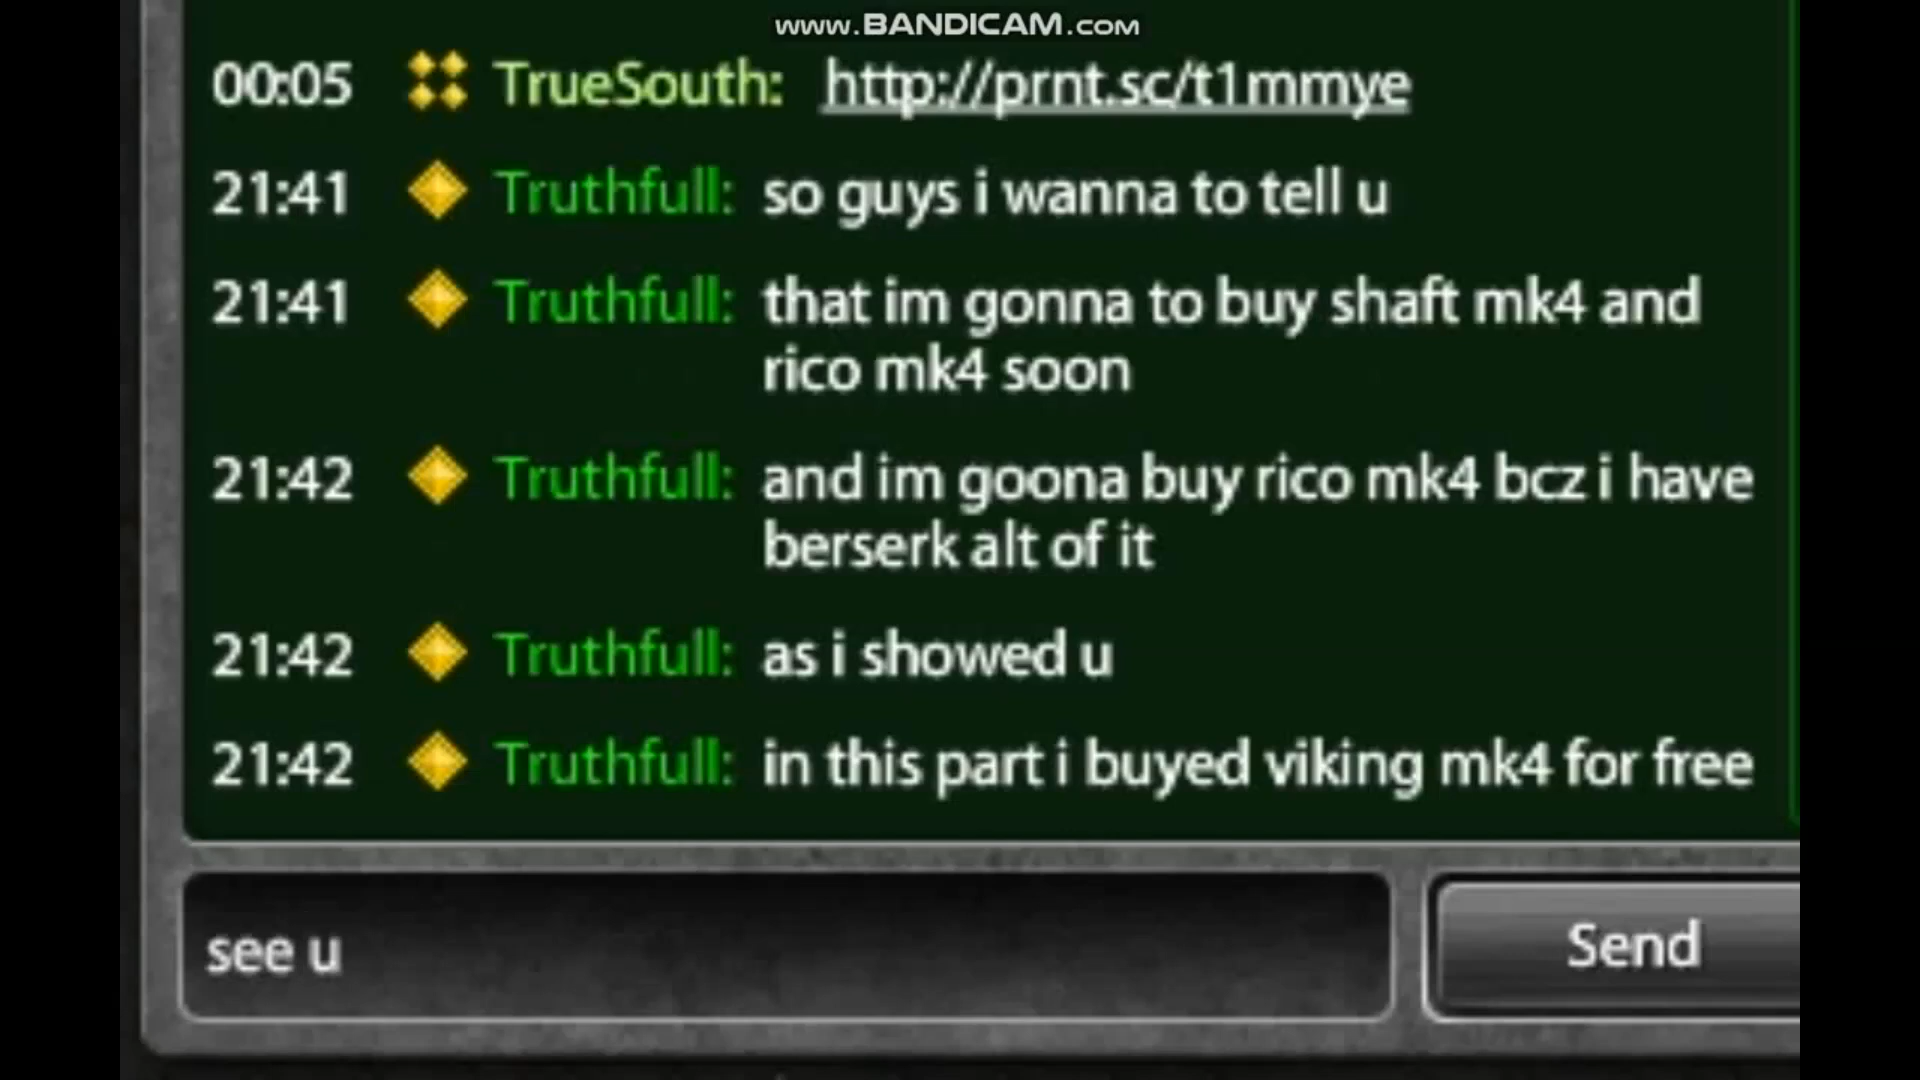 www.BANDICAM.com
00:05 TrueSouth: http://prnt.sc/t1mmye
21:41 Truthfull: so guys i wanna to tell u
21:41 Truthfull: that im gonna to buy shaft mk4 and
rico mk4 soon
21:42 Truthfull: and im goona buy rico mk4 bcz i have
berserk alt of it
21:42 Truthfull: as i showed u
21:42 Truthfull: in this part i buyed viking mk4 for free
see u
Send